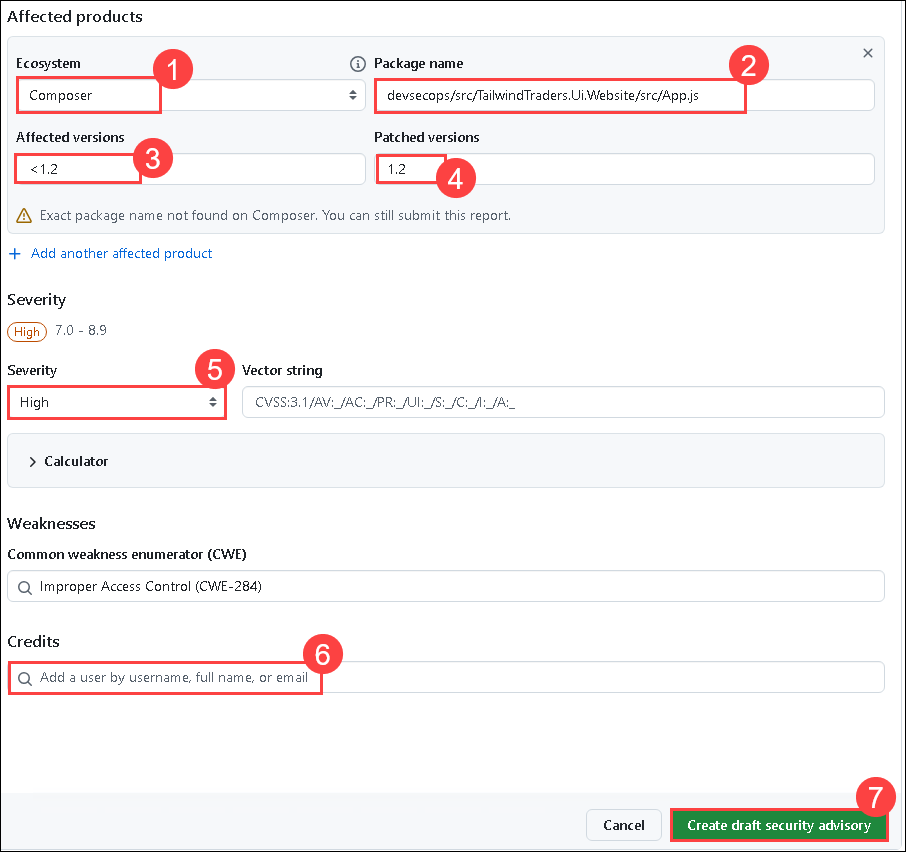 Affected products
Ecosystem
1
Package name
2
Composer
devsecops/src/TailwindTraders.Ui.Website/src/App.js
Affected versions
3
Patched versions
<1.2
1.2
4
Exact package name not found on Composer. You can still submit this report.
Add another affected product
Severity
High 7.0 - 8.9
Severity
5
Vector string
High
CVSS:3.1/AV:_/AC:_/PR:_/UI:_/S:_/C:_/I:_/A:_
Calculator
Weaknesses
Common weakness enumerator (CWE)
Improper Access Control (CWE-284)
Credits
6
Add a user by username, full name, or email
7
Cancel
Create draft security advisory